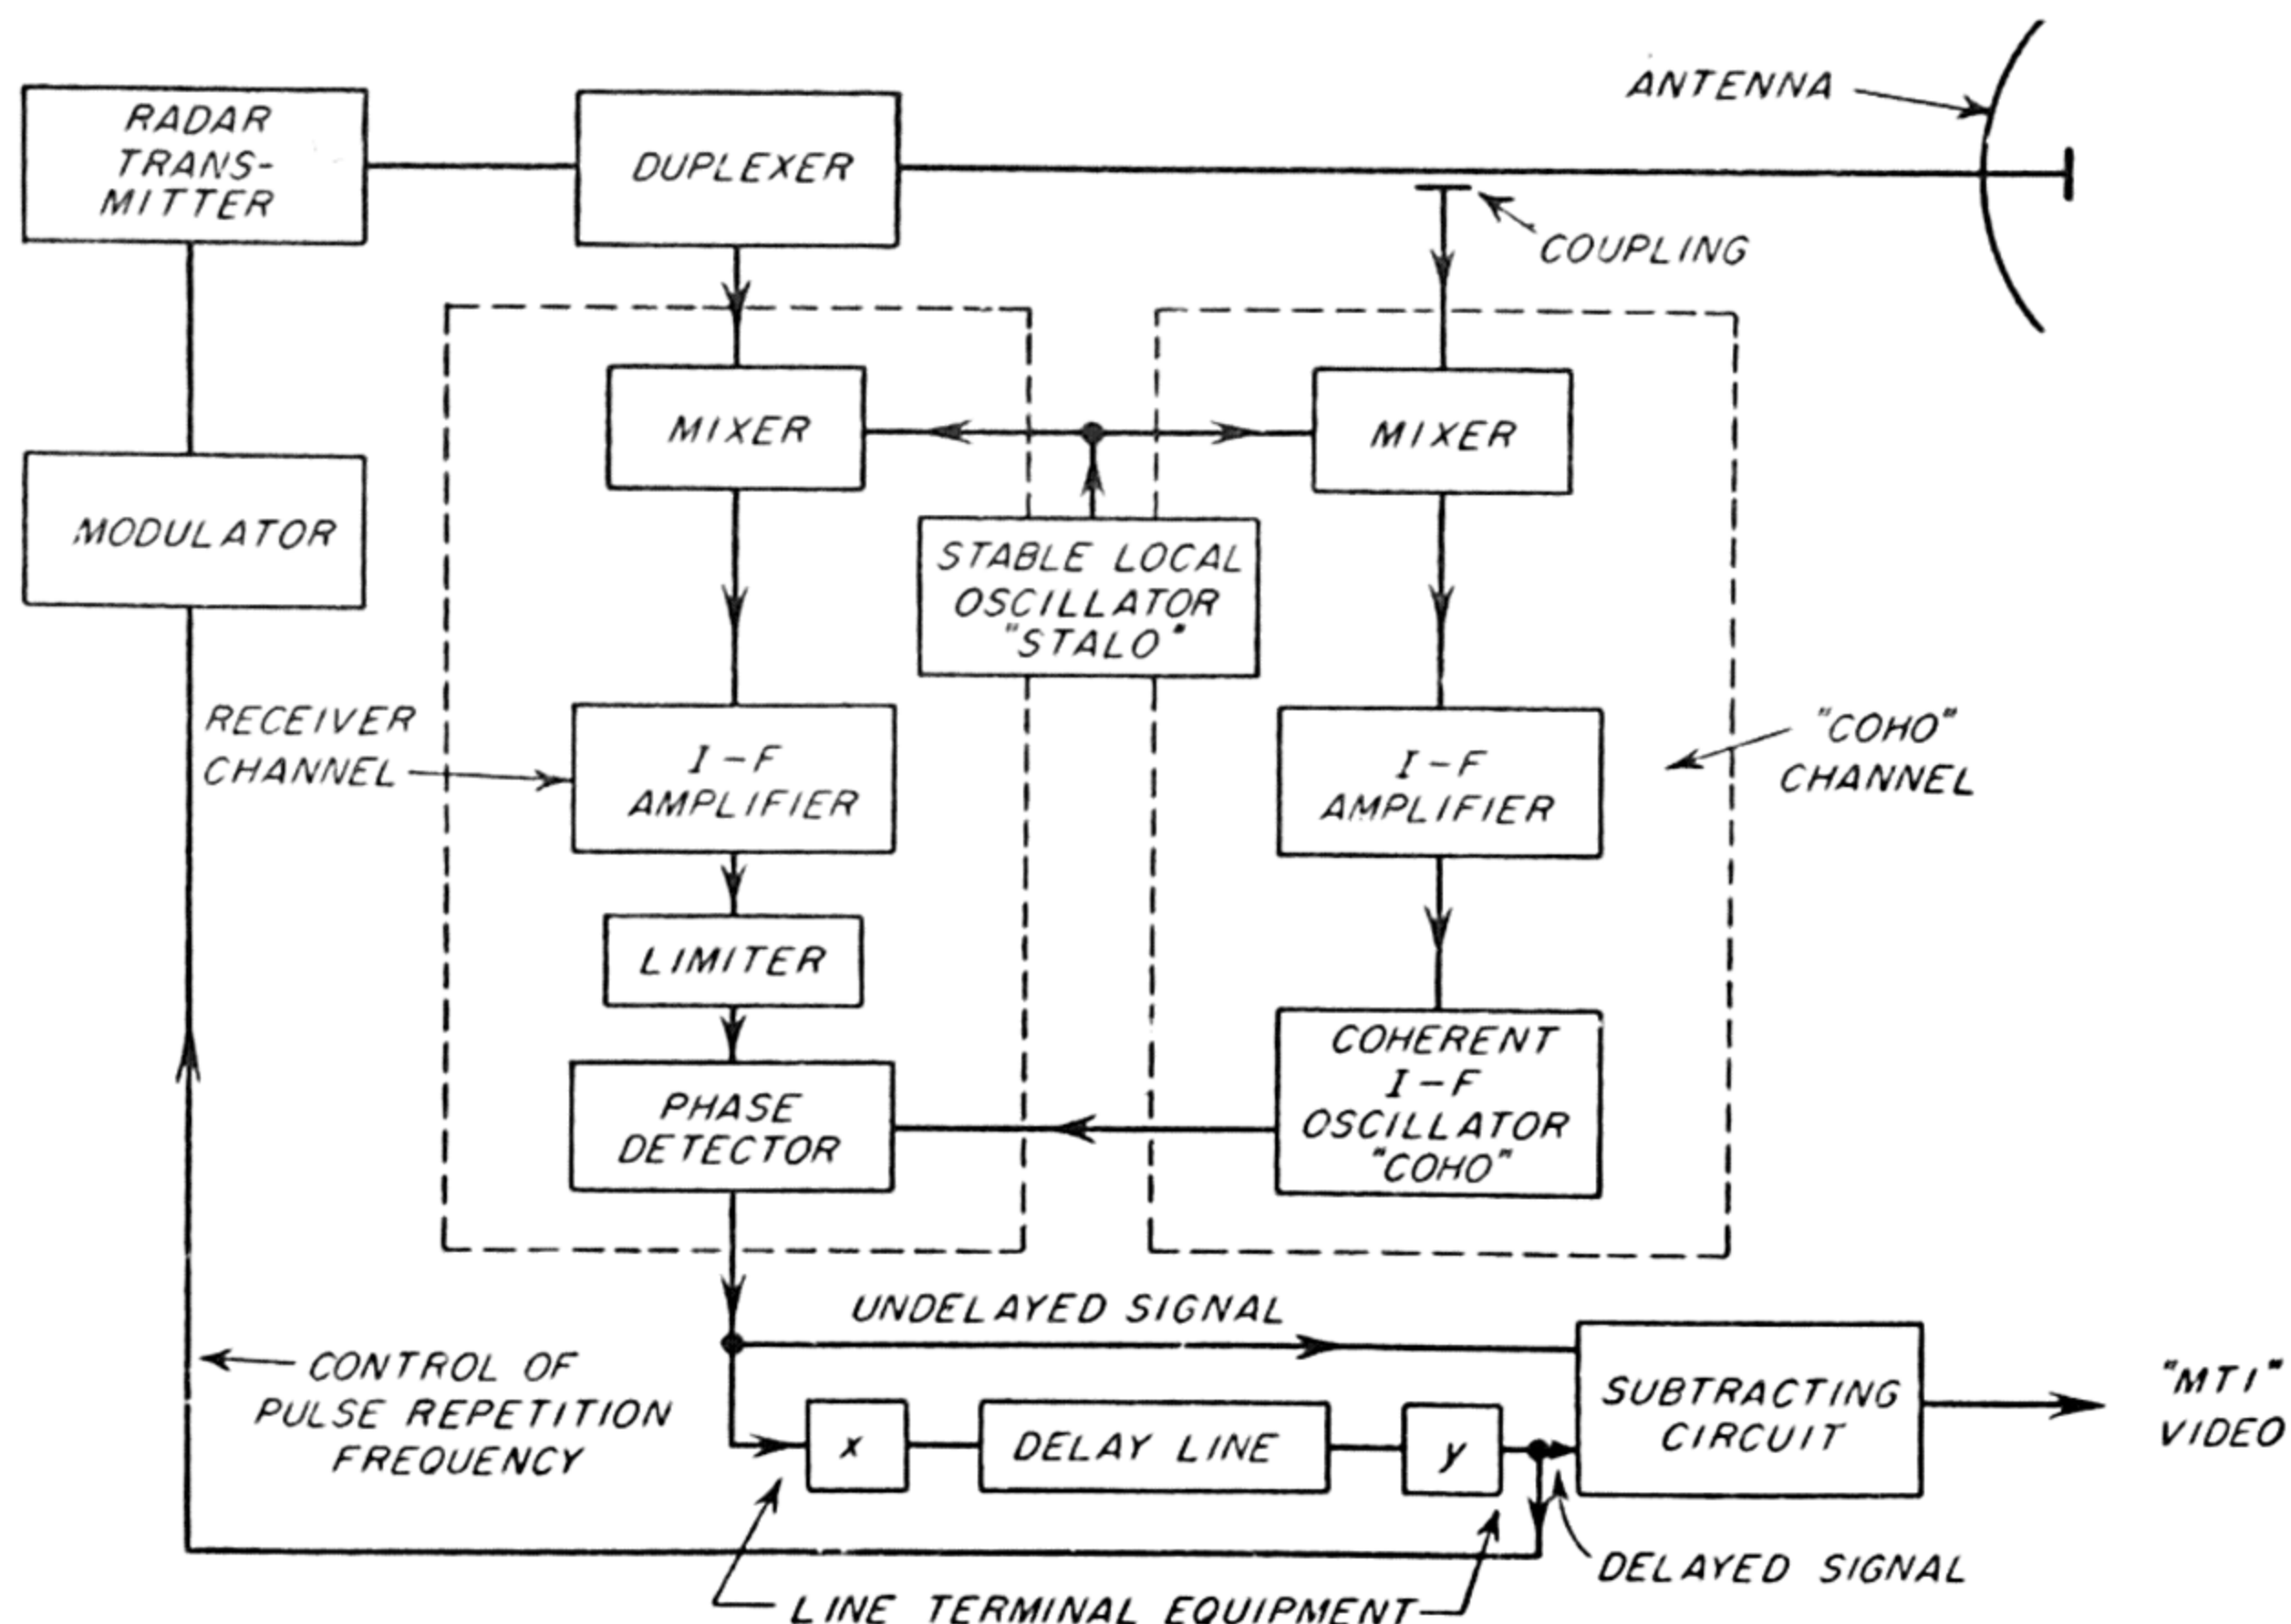 ANTENNA
RADAR
TRANS-
MITTER
DUPLEXER
COUPLING
MIXER
MIXER
MODULATOR
STABLE LOCAL
OSCILLATOR
"STALO"
RECEIVER
CHANNEL
I-F
AMPLIFIER
I-F
AMPLIFIER
"COHO"
CHANNEL
LIMITER
PHASE
DETECTOR
COHERENT
I-F
OSCILLATOR
"COHO"
UNDELAYED SIGNAL
CONTROL OF
PULSE REPETITION
FREQUENCY
x
DELAY LINE
y
SUBTRACTING
CIRCUIT
"MTI"
VIDEO
DELAYED SIGNAL
LINE TERMINAL EQUIPMENT